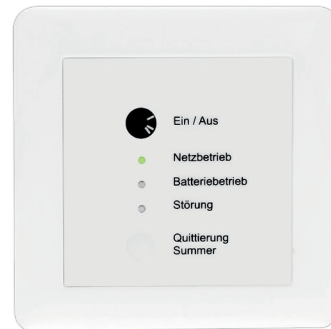 Ein / Aus
Netzbetrieb
Batteriebetrieb
Störung
Quittierung
Summer